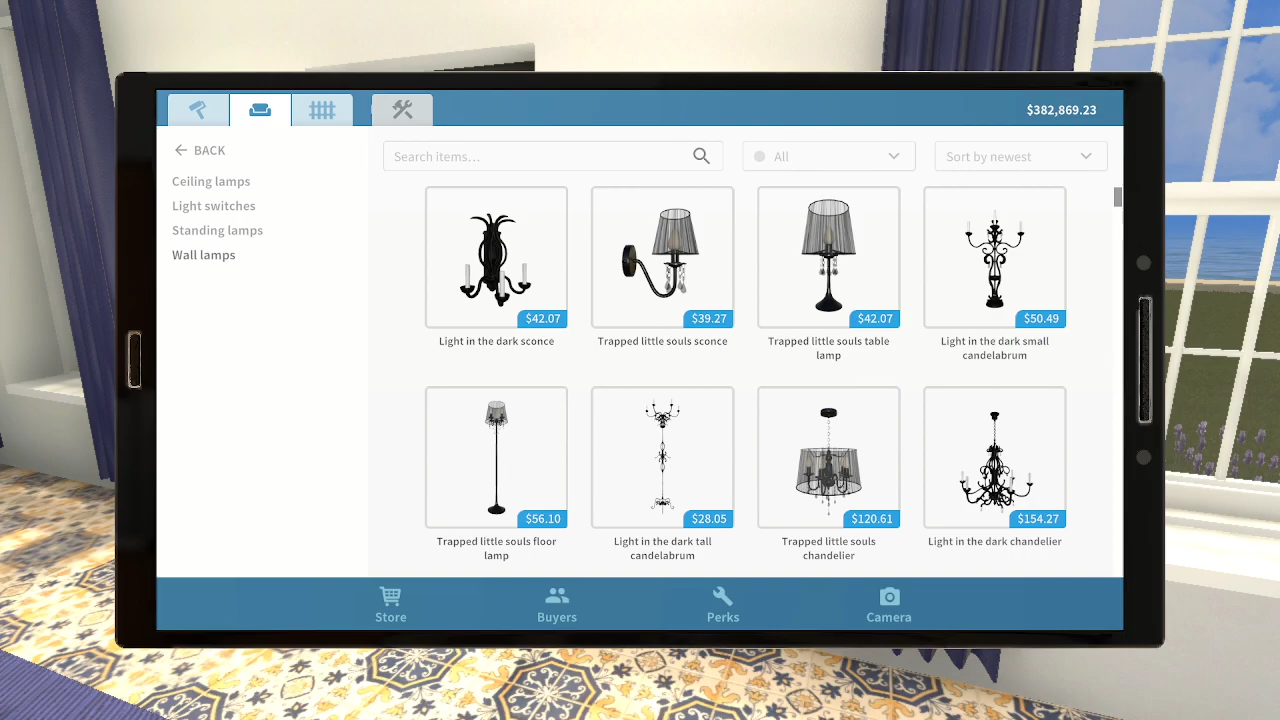 $382,869.23
BACK
Search items...
All
Sort by newest
Ceiling lamps
Light switches
Standing lamps
Wall lamps
$42.07
$39.27
$42.07
$50.49
Light in the dark sconce
Trapped little souls sconce
Trapped little souls table
lamp
Light in the dark small
candelabrum
$56.10
$28.05
$120.61
$154.27
Trapped little souls floor
lamp
Light in the dark tall
candelabrum
Trapped little souls
chandelier
Light in the dark chandelier
Store
Buyers
Perks
Camera